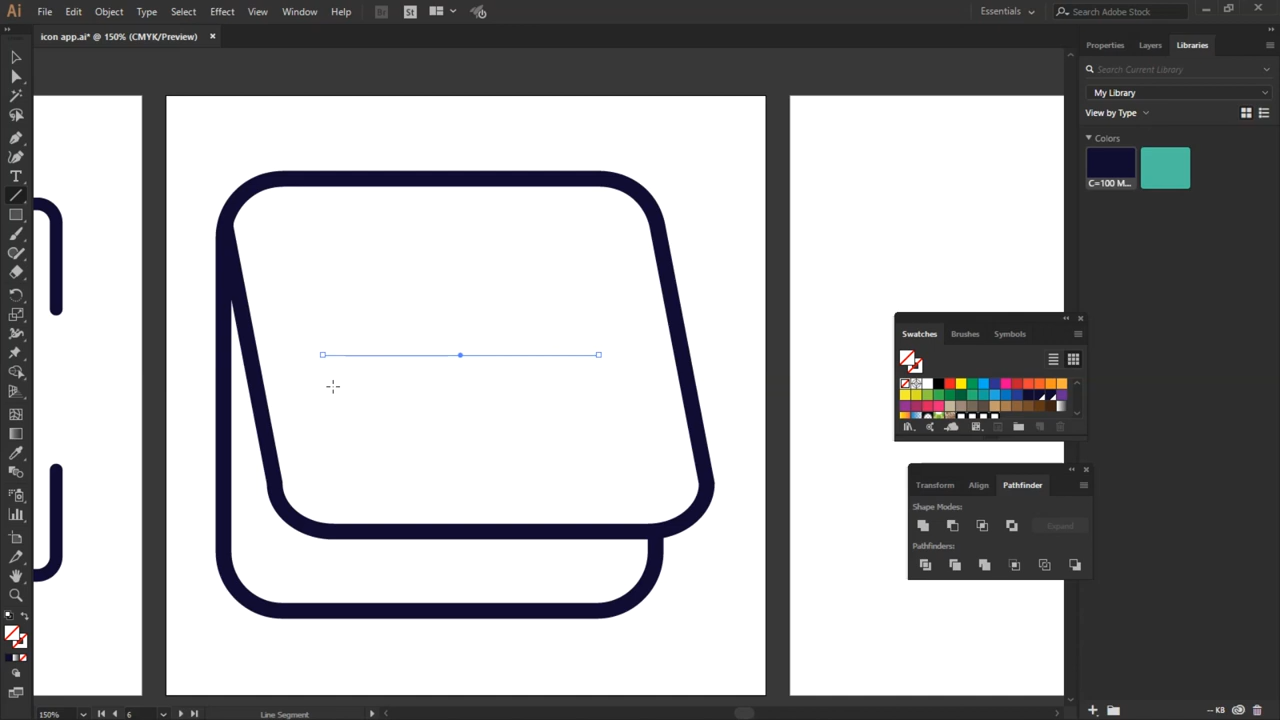 Ai File Edit Object Type Select Effect View Window Help Br St Essentials Search Adobe Stock
icon app.ai* @ 150% (CMYK/Preview) ×
Properties Layers Libraries
Search Current Library
My Library
View by Type
Colors
C=100 M...
Swatches Brushes Symbols
Transform Align Pathfinder
Shape Modes:
Expand
Pathfinders:
150% 6 Line Segment -- KB